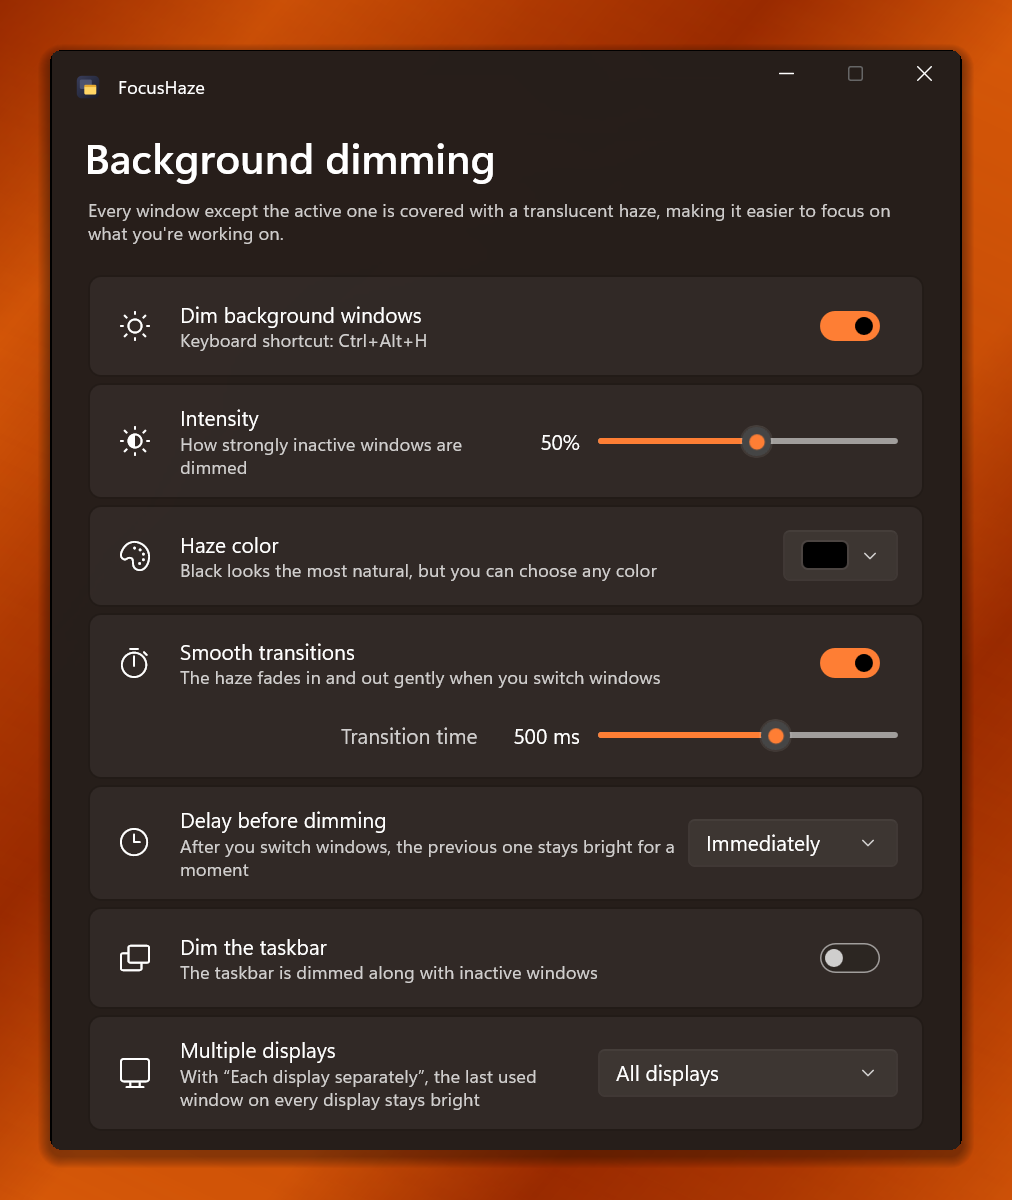 FocusHaze
Background dimming
Every window except the active one is covered with a translucent haze, making it easier to focus on
what you're working on.
Dim background windows
Keyboard shortcut: Ctrl+Alt+H
Intensity
How strongly inactive windows are
dimmed
50%
Haze color
Black looks the most natural, but you can choose any color
Smooth transitions
The haze fades in and out gently when you switch windows
Transition time
500 ms
Delay before dimming
After you switch windows, the previous one stays bright for a
moment
Immediately
Dim the taskbar
The taskbar is dimmed along with inactive windows
Multiple displays
With “Each display separately”, the last used
window on every display stays bright
All displays